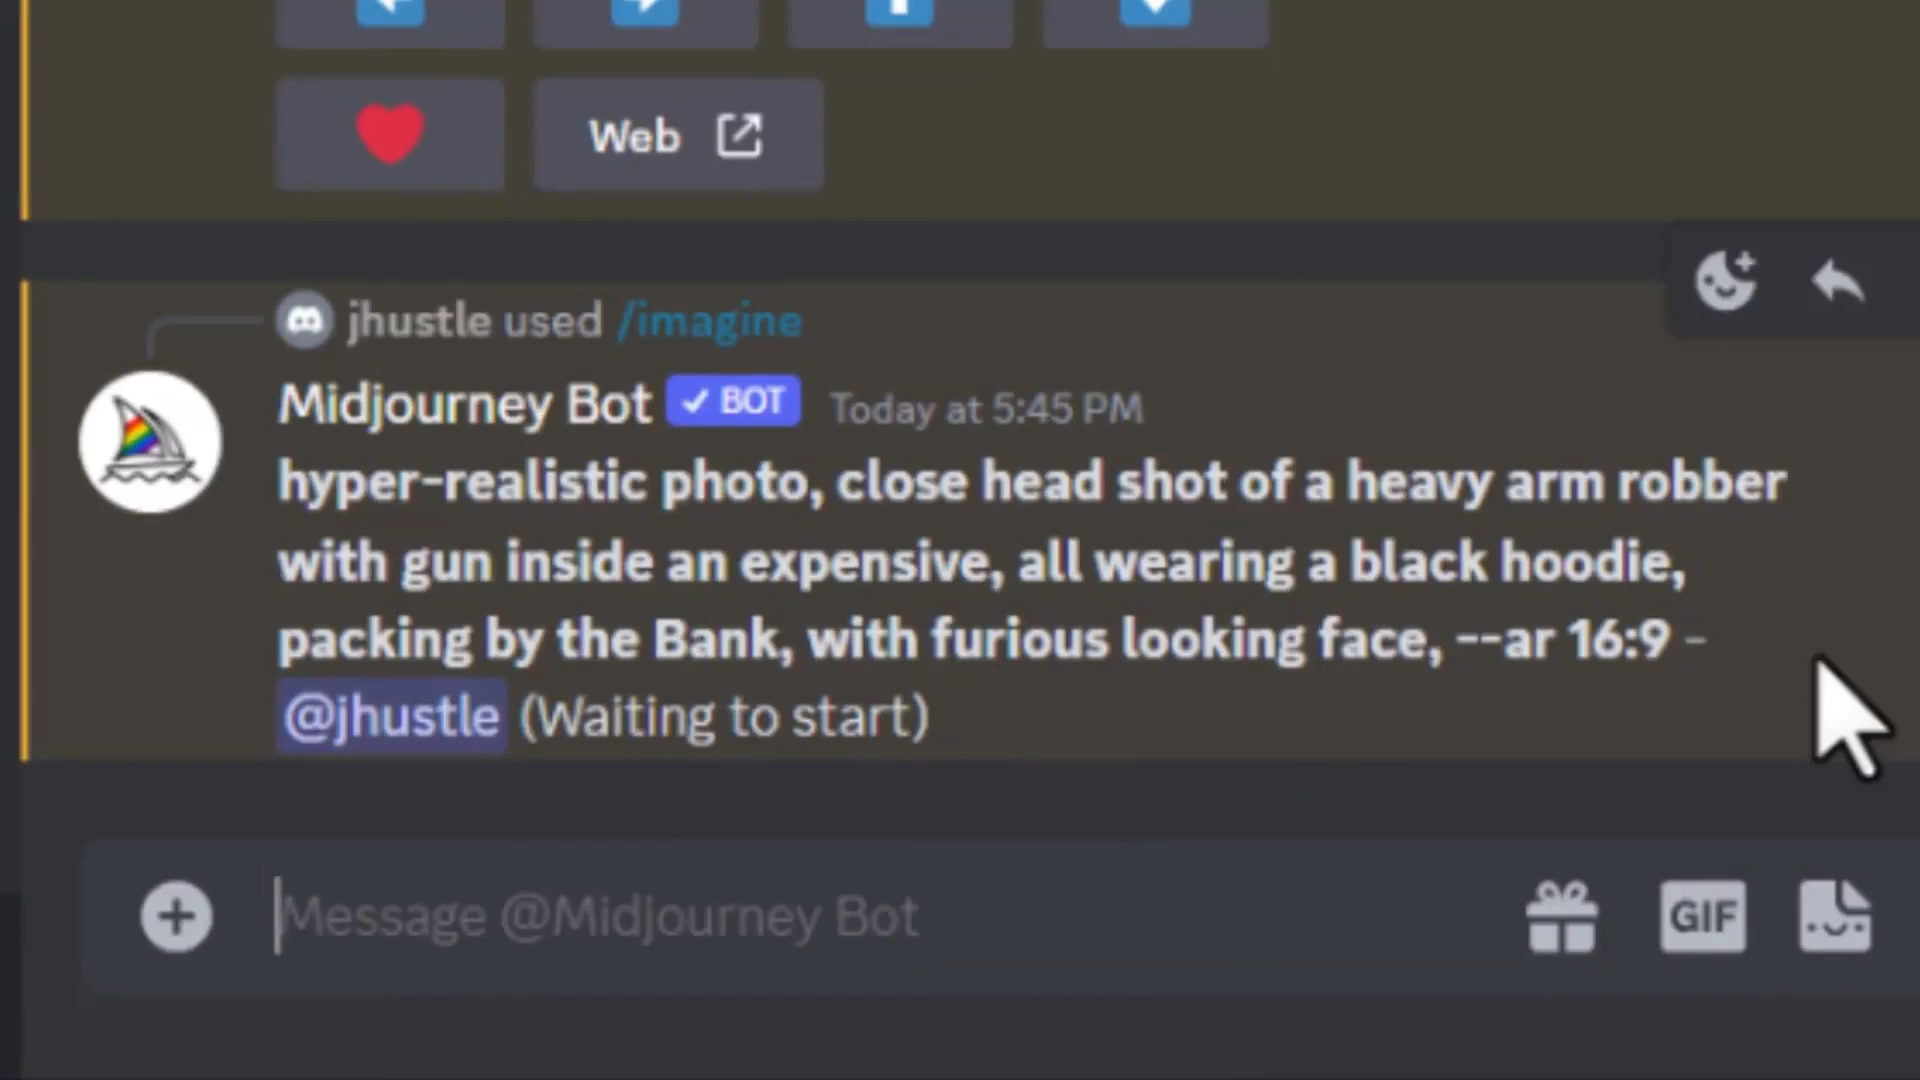 Web
jhustle used /imagine
Midjourney Bot ✓ BOT Today at 5:45 PM
hyper-realistic photo, close head shot of a heavy arm robber
with gun inside an expensive, all wearing a black hoodie,
packing by the Bank, with furious looking face, --ar 16:9 -
@jhustle (Waiting to start)
Message @Midjourney Bot
GIF